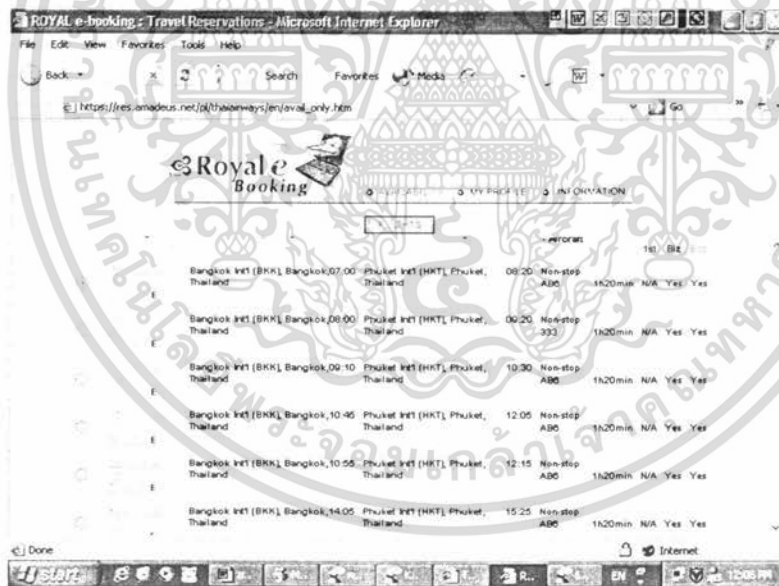 ROYAL e-booking : Travel Reservations - Microsoft Internet Explorer
File Edit View Favorites Tools Help
Back Search Favorites Media
https://res.amadeus.net/pl/thaiairways/en/avail_only.htm Go
Royal e
Booking
MY PROFILE INFORMATION
1st Biz
Bangkok Int'l (BKK), Bangkok, 07:00 Phuket Int'l (HKT), Phuket, 08:20 Non-stop
Thailand Thailand AB6 1h20min N/A Yes Yes
E
Bangkok Int'l (BKK), Bangkok, 08:00 Phuket Int'l (HKT), Phuket, 09:20 Non-stop
Thailand Thailand 333 1h20min N/A Yes Yes
E
Bangkok Int'l (BKK), Bangkok, 09:10 Phuket Int'l (HKT), Phuket, 10:30 Non-stop
Thailand Thailand AB6 1h20min N/A Yes Yes
E
Bangkok Int'l (BKK), Bangkok, 10:45 Phuket Int'l (HKT), Phuket, 12:05 Non-stop
Thailand Thailand AB6 1h20min N/A Yes Yes
E
Bangkok Int'l (BKK), Bangkok, 10:55 Phuket Int'l (HKT), Phuket, 12:15 Non-stop
Thailand Thailand AB6 1h20min N/A Yes Yes
E
Bangkok Int'l (BKK), Bangkok, 14:05 Phuket Int'l (HKT), Phuket, 15:25 Non-stop
Thailand Thailand AB6 1h20min N/A Yes Yes
Done Internet
start EN 12:05 PM